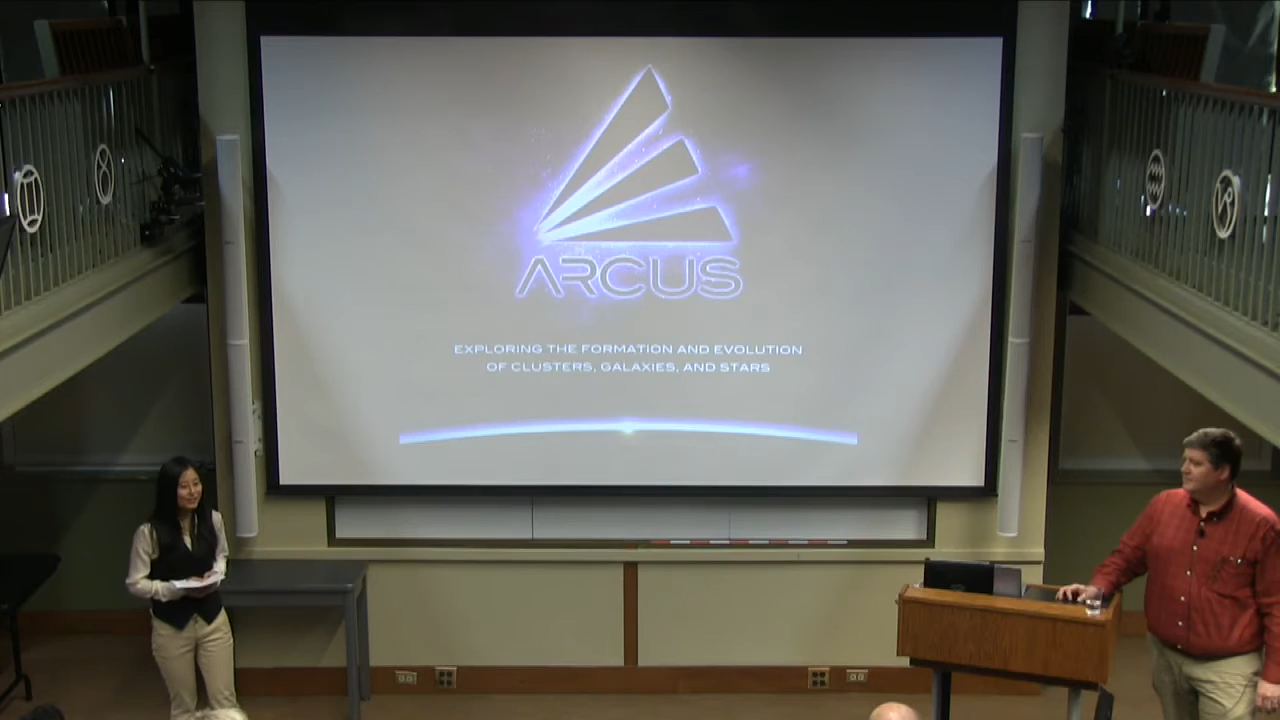 ARCUS
EXPLORING THE FORMATION AND EVOLUTION
OF CLUSTERS, GALAXIES, AND STARS